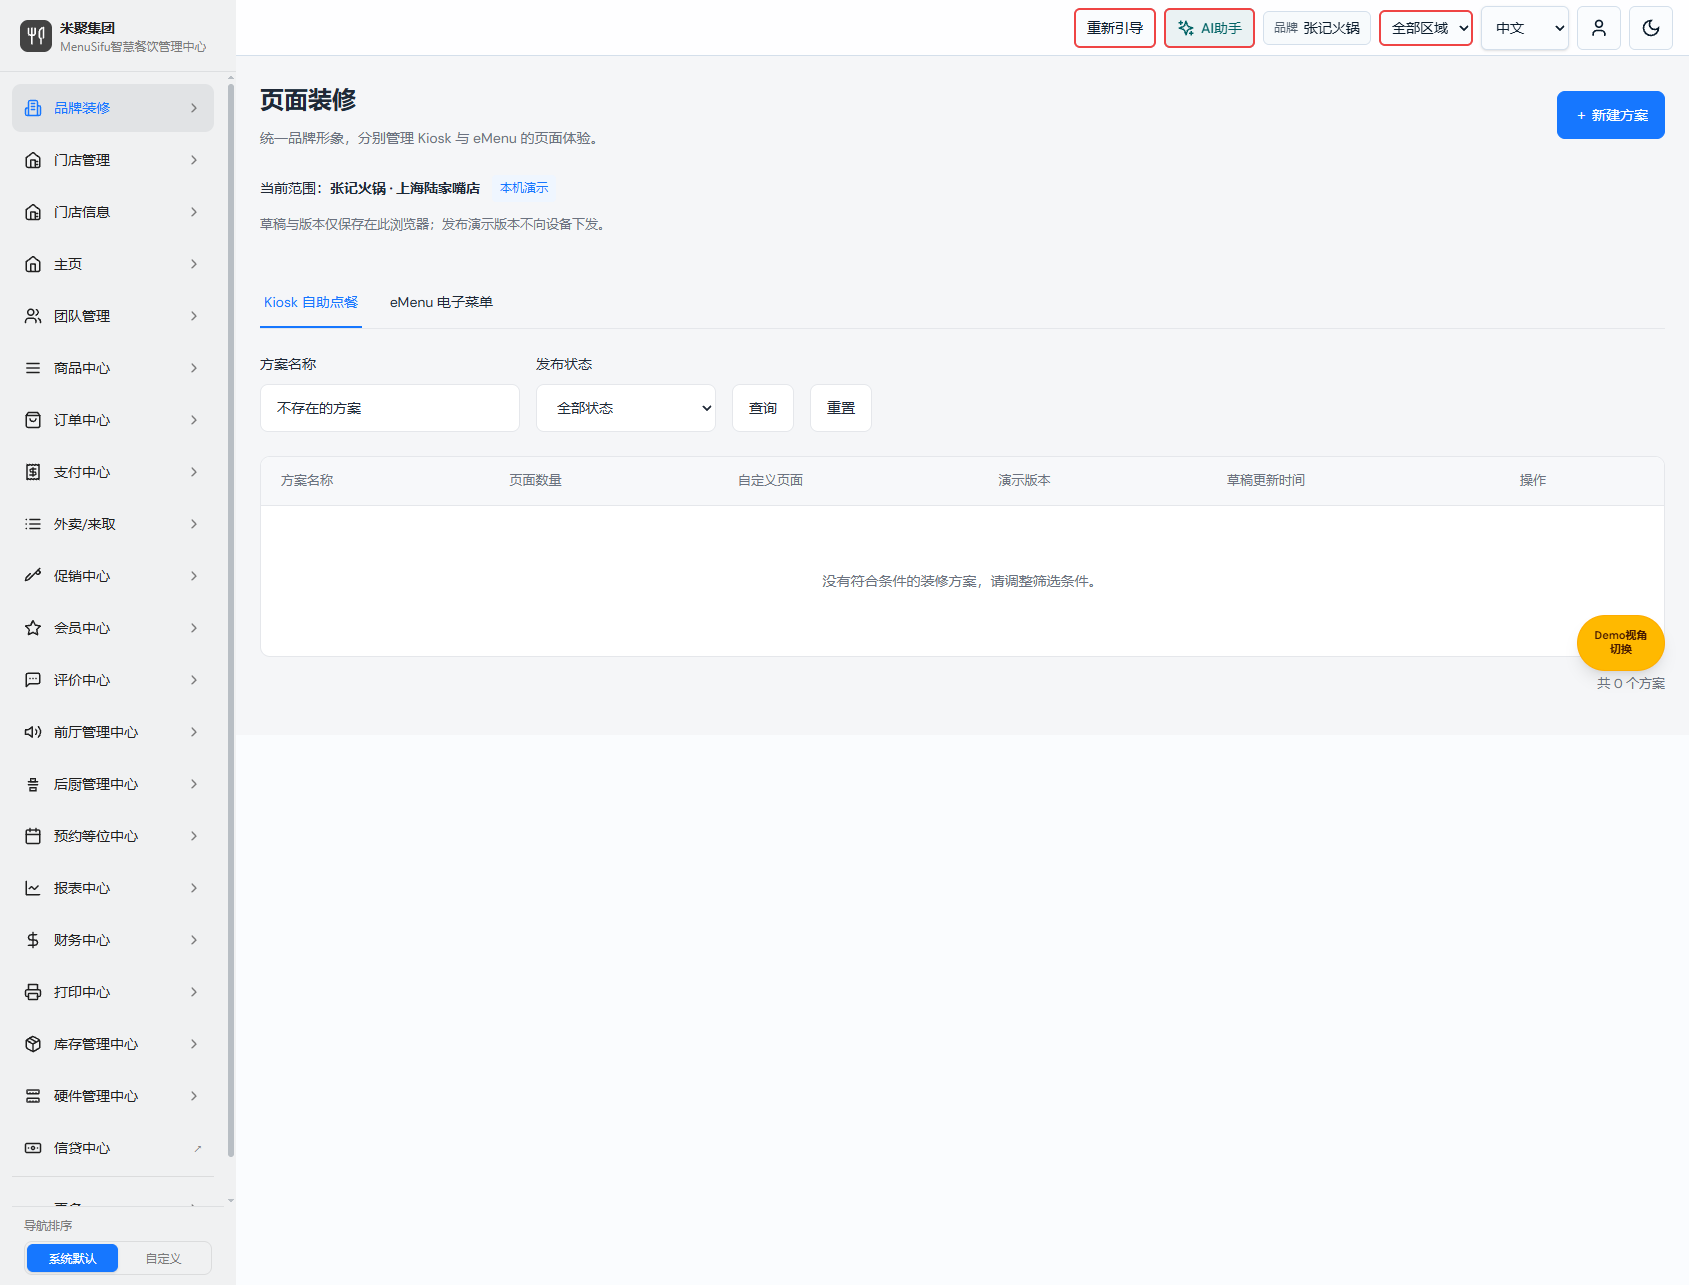 米聚集团
MenuSifu智慧餐饮管理中心
重新引导
AI助手
品牌 张记火锅
全部区域
中文
品牌装修
门店管理
门店信息
主页
团队管理
商品中心
订单中心
支付中心
外卖/来取
促销中心
会员中心
评价中心
前厅管理中心
后厨管理中心
预约等位中心
报表中心
财务中心
打印中心
库存管理中心
硬件管理中心
信贷中心
导航排序
系统默认
自定义
页面装修
统一品牌形象，分别管理 Kiosk 与 eMenu 的页面体验。
+ 新建方案
当前范围：张记火锅 · 上海陆家嘴店 本机演示
草稿与版本仅保存在此浏览器；发布演示版本不向设备下发。
Kiosk 自助点餐
eMenu 电子菜单
方案名称
发布状态
不存在的方案
全部状态
查询
重置
方案名称 页面数量 自定义页面 演示版本 草稿更新时间 操作
没有符合条件的装修方案，请调整筛选条件。
Demo视角
切换
共 0 个方案